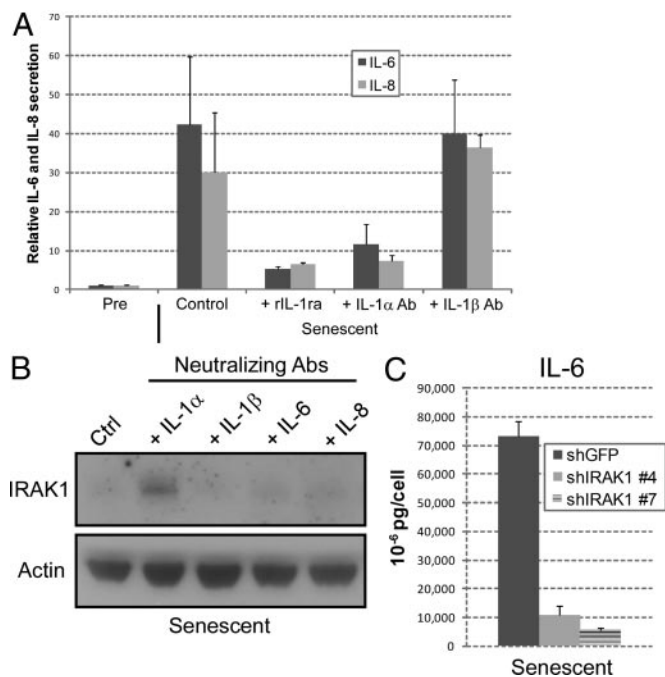 A
Relative IL-6 and IL-8 secretion
70
60
50
40
30
20
10
0
IL-6
IL-8
Pre
Control
+ rIL-1ra
+ IL-1α Ab
+ IL-1β Ab
Senescent
B
Neutralizing Abs
Ctrl
+ IL-1α
+ IL-1β
+ IL-6
+ IL-8
IRAK1
Actin
Senescent
C
IL-6
10⁻⁶ pg/cell
90,000
80,000
70,000
60,000
50,000
40,000
30,000
20,000
10,000
0
shGFP
shIRAK1 #4
shIRAK1 #7
Senescent